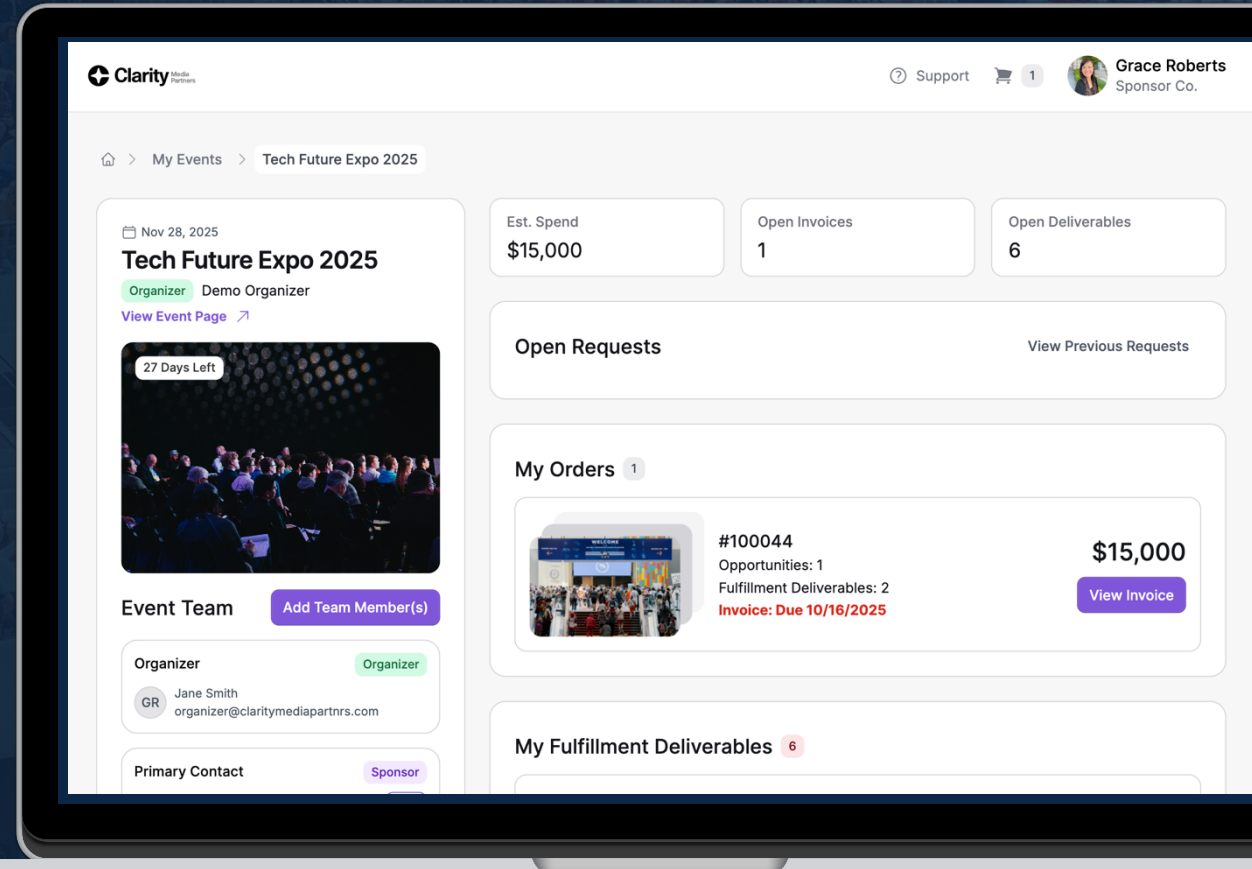 Clarity Media Partners
Support
1
Grace Roberts
Sponsor Co.
My Events
Tech Future Expo 2025
Nov 28, 2025
Tech Future Expo 2025
Organizer Demo Organizer
View Event Page
27 Days Left
Event Team
Add Team Member(s)
Organizer
Organizer
GR
Jane Smith
organizer@claritymediapartnrs.com
Primary Contact
Sponsor
Est. Spend
$15,000
Open Invoices
1
Open Deliverables
6
Open Requests
View Previous Requests
My Orders 1
WELCOME
#100044
Opportunities: 1
Fulfillment Deliverables: 2
Invoice: Due 10/16/2025
$15,000
View Invoice
My Fulfillment Deliverables 6